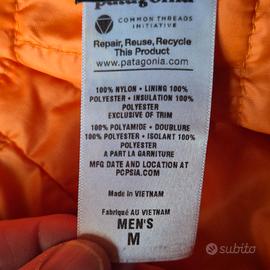 patagonia
COMMON THREADS
INITIATIVE
Repair, Reuse, Recycle
This Product
www.patagonia.com
100% NYLON • LINING 100%
POLYESTER • INSULATION 100%
POLYESTER
EXCLUSIVE OF TRIM
100% POLYAMIDE • DOUBLURE
100% POLYESTER • ISOLANT 100%
POLYESTER
A PART LA GARNITURE
MFG DATE AND LOCATION AT
PCPSIA.COM
Made in VIETNAM
Fabriqué AU VIETNAM
MEN'S
M
subito